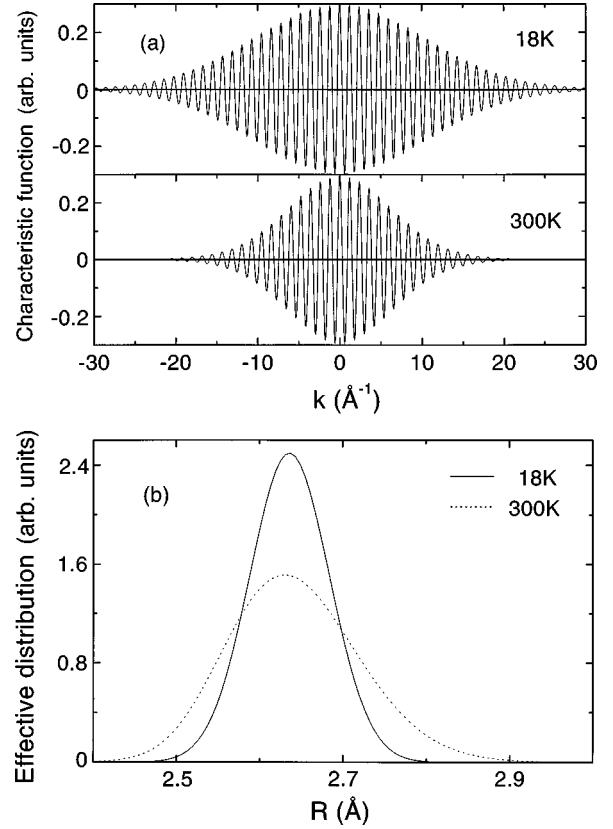 Characteristic function (arb. units)
(a)
18K
0.2
0
-0.2
300K
0.2
0
-0.2
-30 -20 -10 0 10 20 30
k (Å⁻¹)
Effective distribution (arb. units)
(b)
18K
300K
2.4
1.6
0.8
0
2.5 2.7 2.9
R (Å)